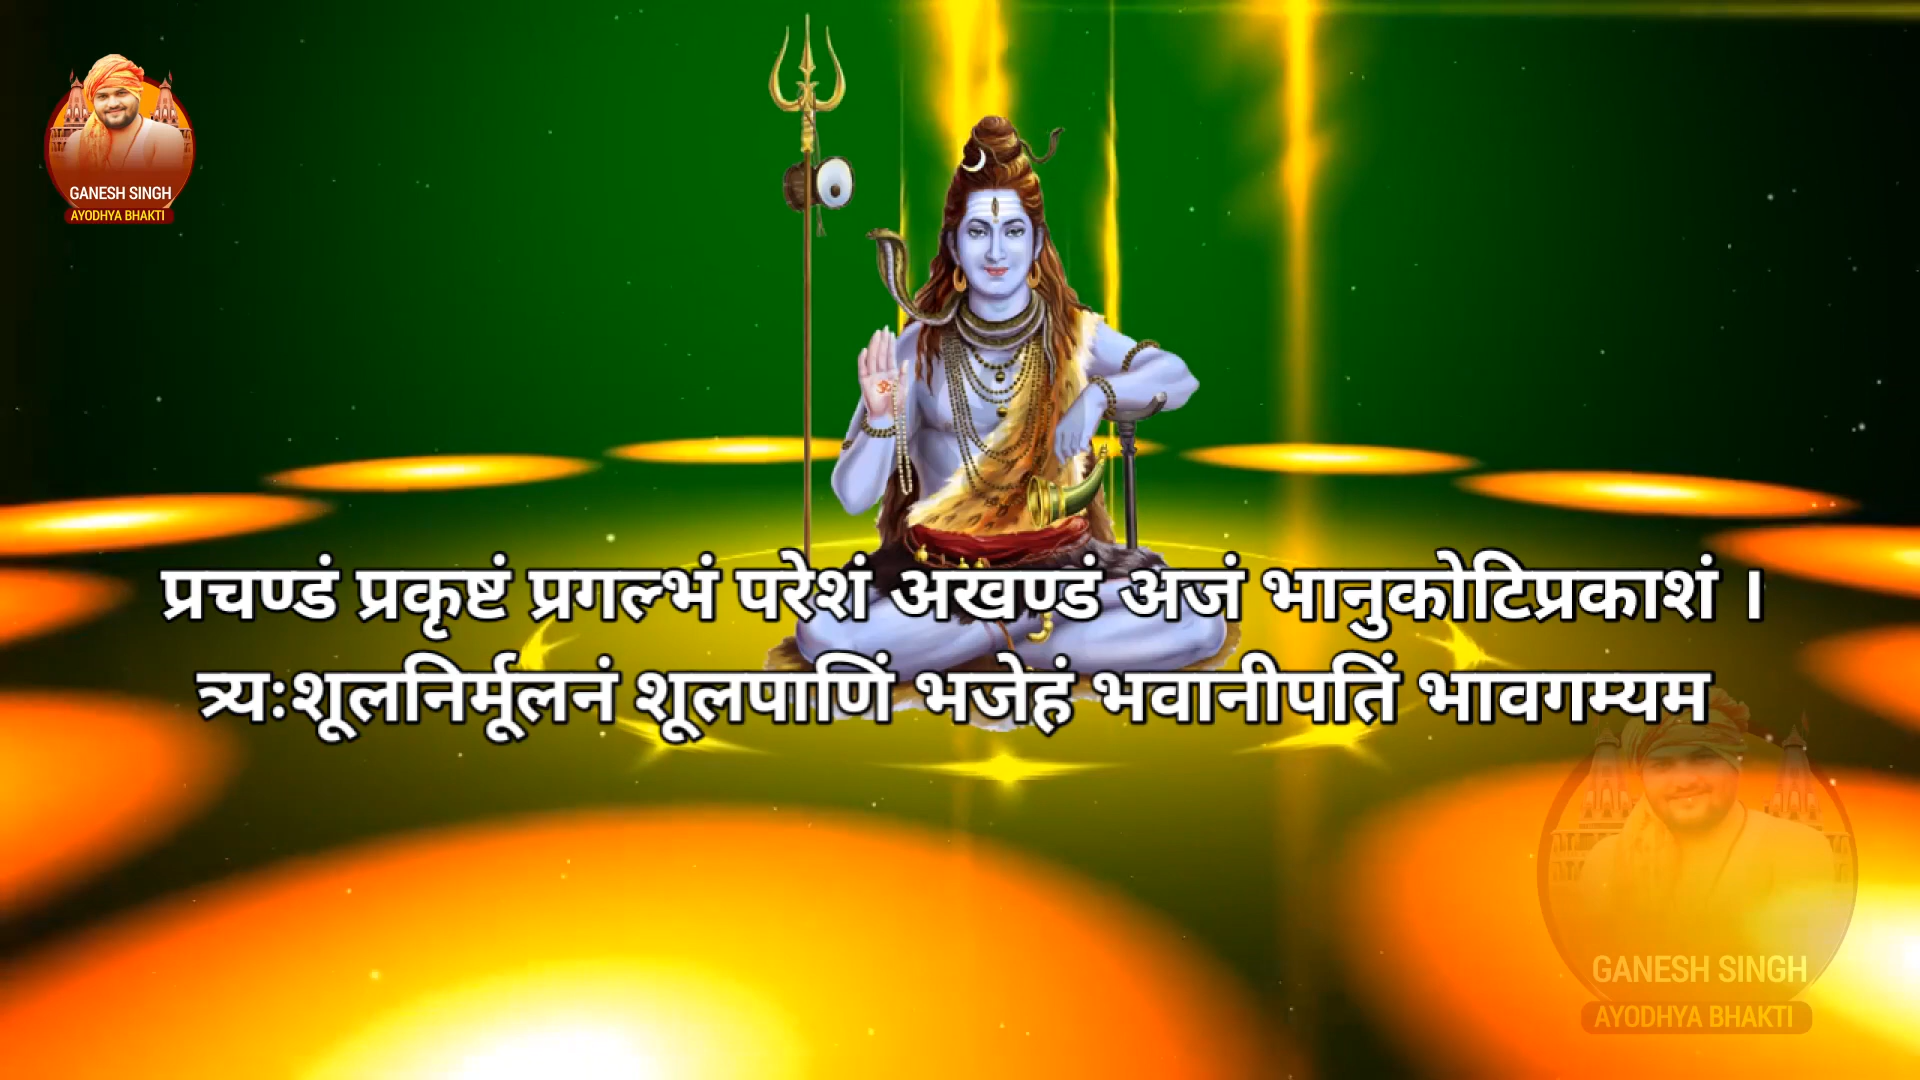 GANESH SINGH
AYODHYA BHAKTI
प्रचण्डं प्रकृष्टं प्रगल्भं परेशं अखण्डं अजं भानुकोटिप्रकाशं ।
त्र्यःशूलनिर्मूलनं शूलपाणिं भजेहं भवानीपतिं भावगम्यम
GANESH SINGH
AYODHYA BHAKTI